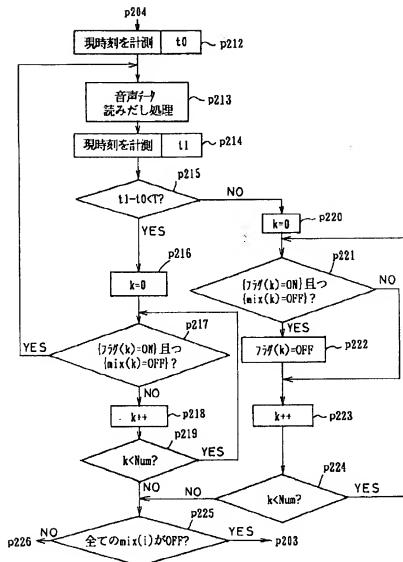 p204
現時刻を計測 t0
p212
音声データ
読みだし処理
p213
p214
現時刻を計測 t1
p215
t1-t0<T?
NO
YES
p220
k=0
p216
k=0
p221
{フラグ(k)=ON}且つ
{mix(k)=OFF}?
NO
YES
p217
{フラグ(k)=ON}且つ
{mix(k)=OFF}?
YES
NO
フラグ(k)=OFF
p222
p218
k++
k++
p223
p219
k<Num?
YES
NO
p224
k<Num?
YES
NO
p225
全てのmix(i)がOFF?
NO
YES
p226
p203